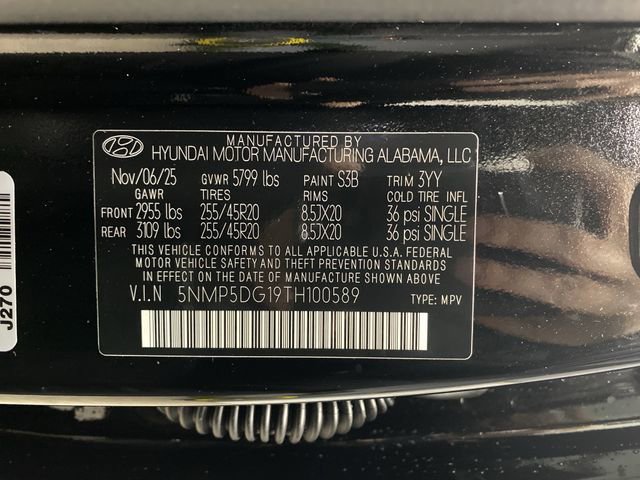 MANUFACTURED BY
HYUNDAI MOTOR MANUFACTURING ALABAMA, LLC
Nov/06/25 GVWR 5799 lbs PAINT S3B TRIM 3YY
GAWR TIRES RIMS COLD TIRE INFL
FRONT 2955 lbs 255/45R20 8.5JX20 36 psi SINGLE
REAR 3109 lbs 255/45R20 8.5JX20 36 psi SINGLE
THIS VEHICLE CONFORMS TO ALL APPLICABLE U.S.A. FEDERAL
MOTOR VEHICLE SAFETY AND THEFT PREVENTION STANDARDS
IN EFFECT ON THE DATE OF MANUFACTURE SHOWN ABOVE
V.I.N 5NMP5DG19TH100589 TYPE: MPV
J270